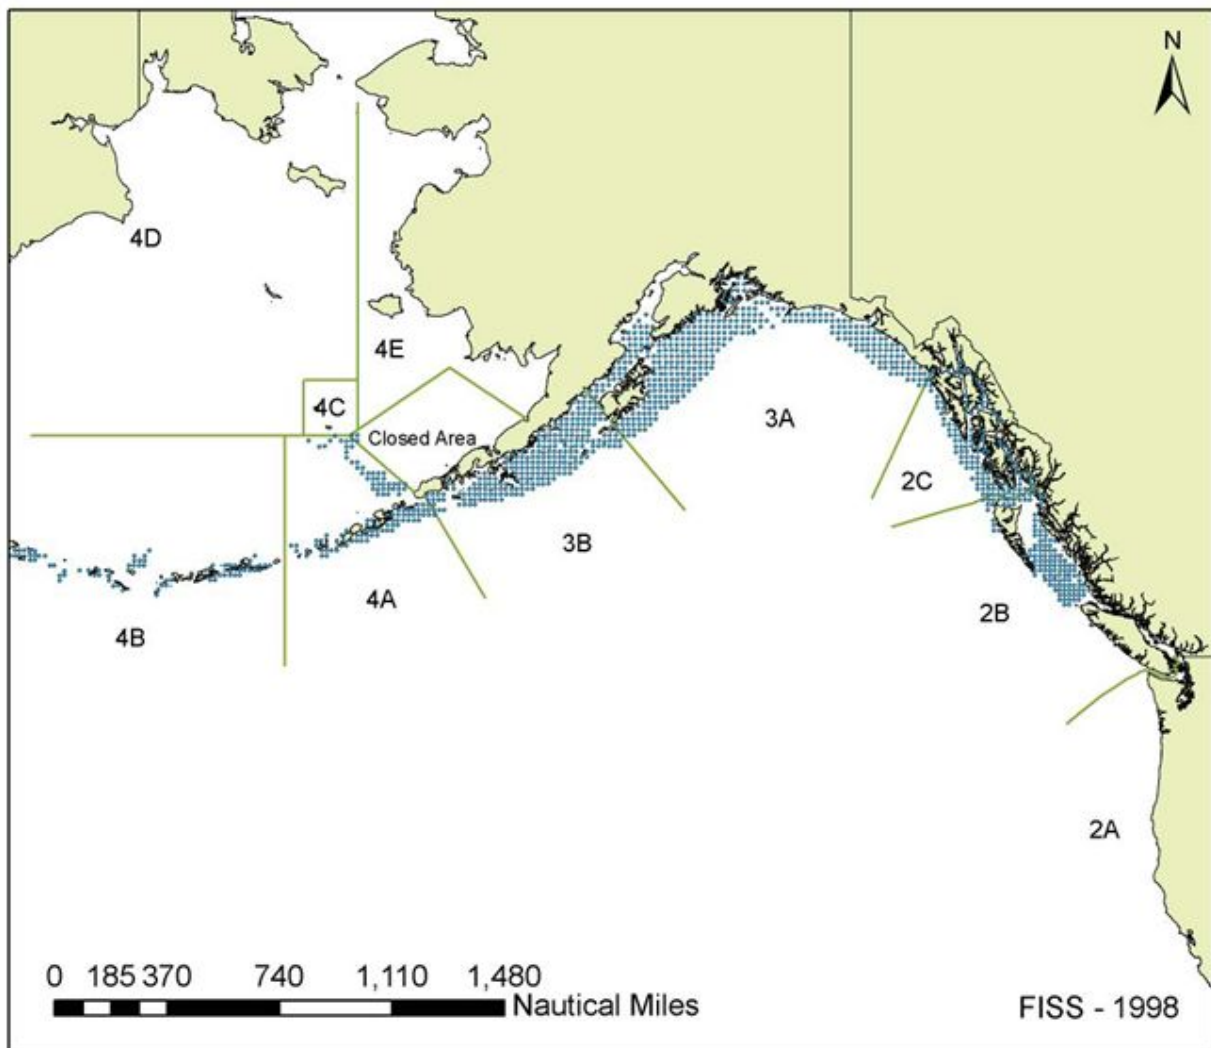 N
4D
4E
4C
Closed Area
3A
2C
3B
4A
2B
4B
2A
0 185 370 740 1,110 1,480
Nautical Miles
FISS - 1998